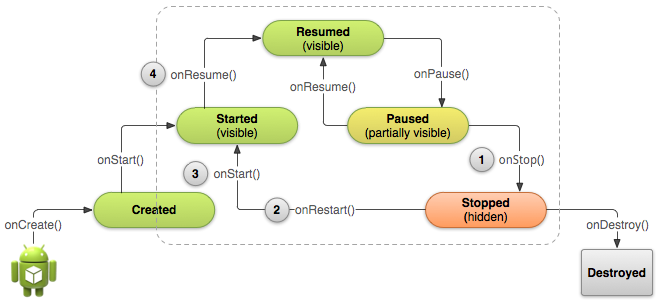 Resumed
(visible)
4
onResume()
onResume()
onPause()
Started
(visible)
Paused
(partially visible)
onStart()
3
onStart()
1
onStop()
Created
2
onRestart()
Stopped
(hidden)
onCreate()
onDestroy()
Destroyed